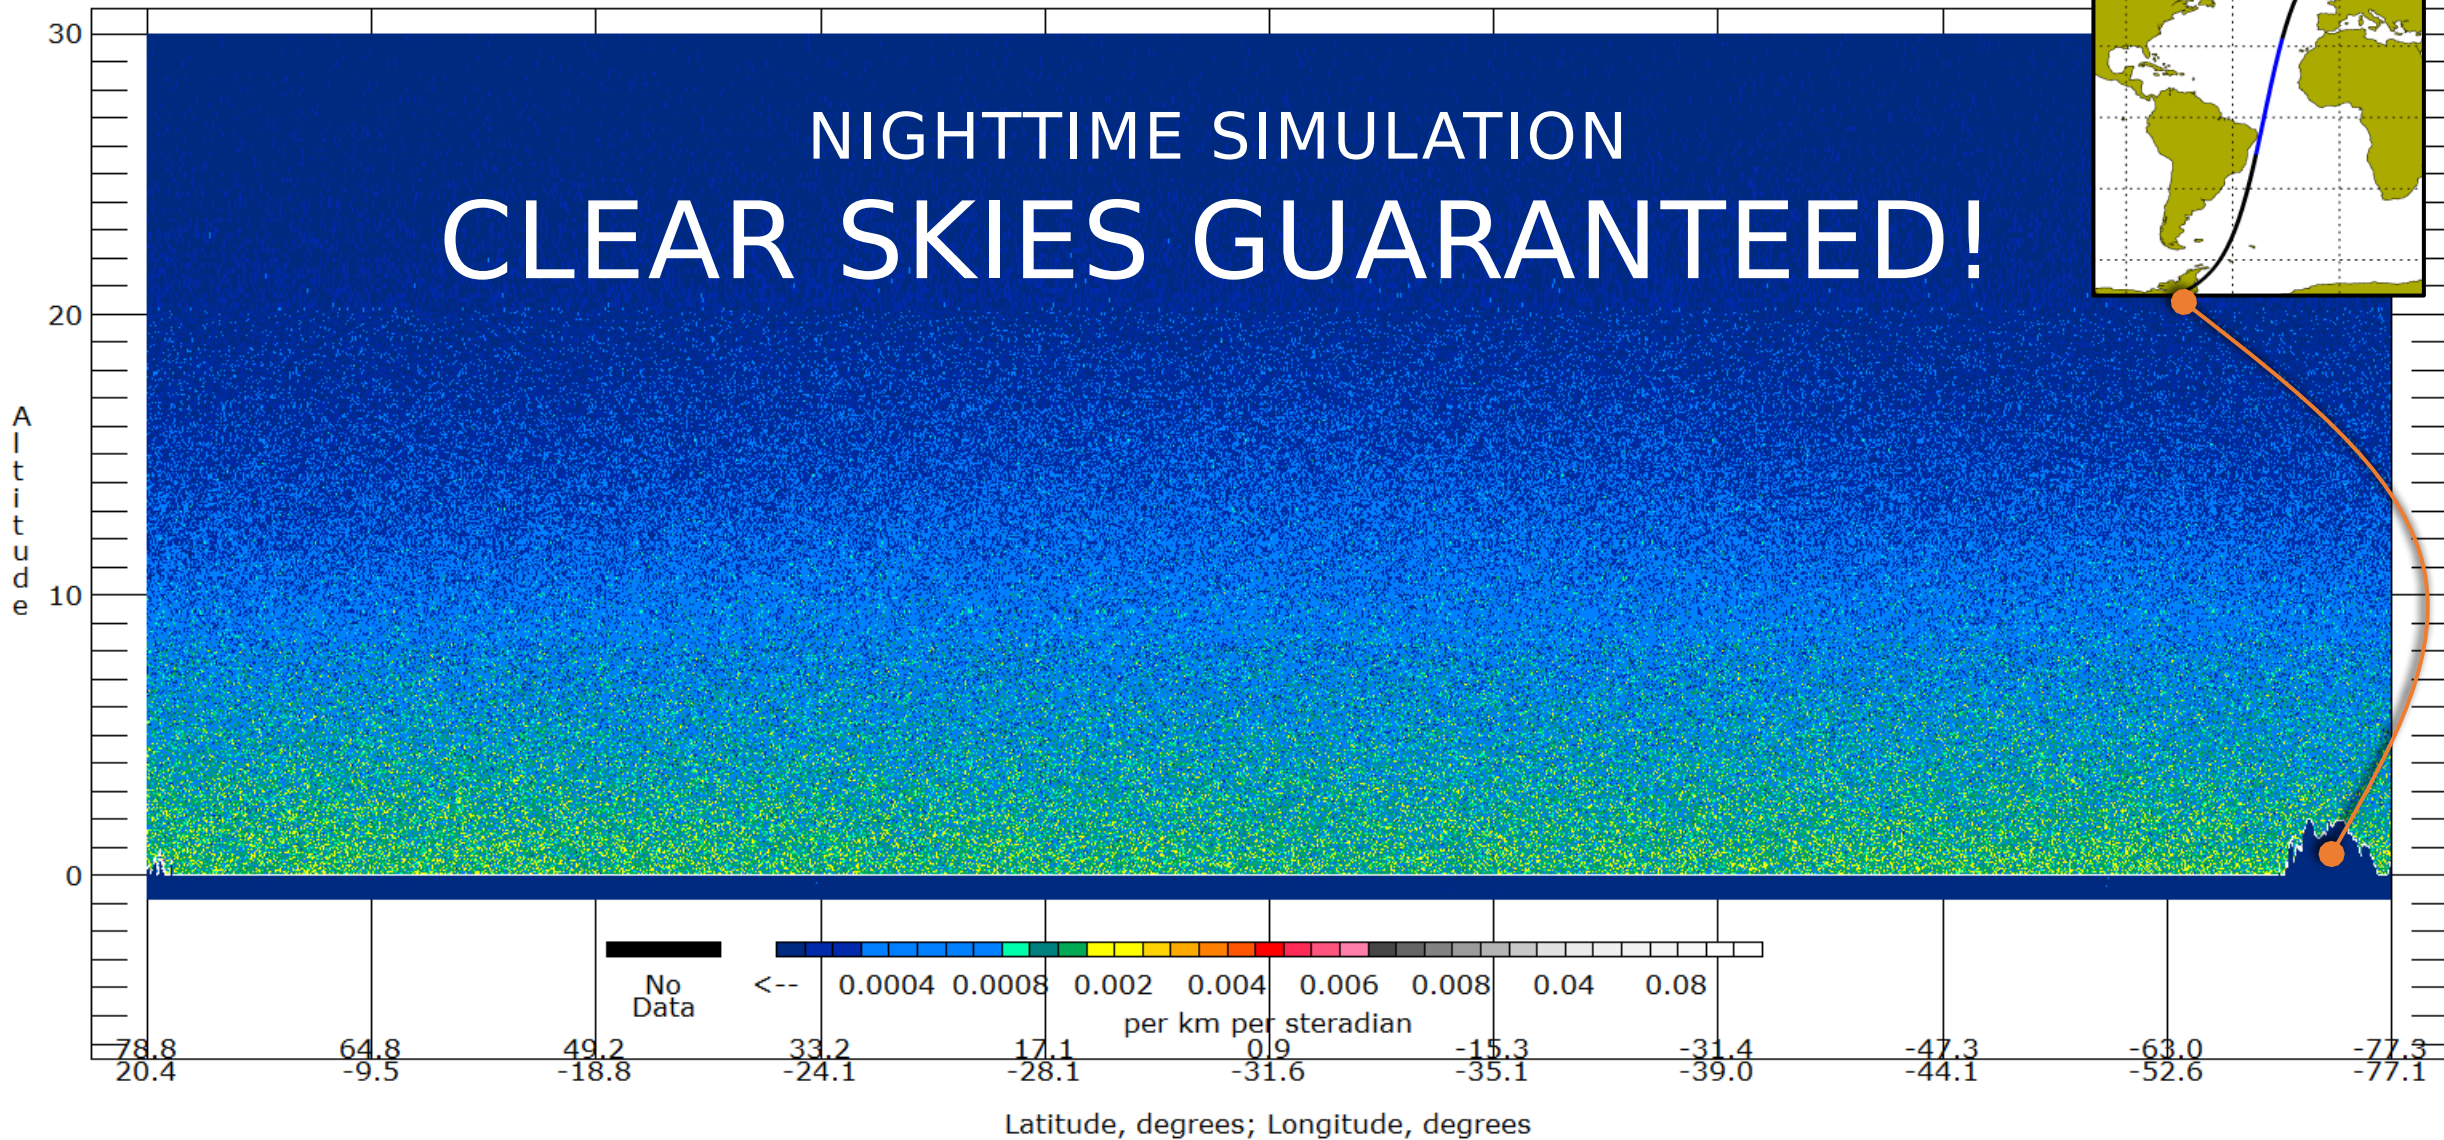 30
NIGHTTIME SIMULATION
CLEAR SKIES GUARANTEED!
20
Altitude
10
0
No Data
<-- 0.0004 0.0008 0.002 0.004 0.006 0.008 0.04 0.08
per km per steradian
78.8 64.8 49.2 33.2 17.1 0.9 -15.3 -31.4 -47.3 -63.0 -77.3
20.4 -9.5 -18.8 -24.1 -28.1 -31.6 -35.1 -39.0 -44.1 -52.6 -77.1
Latitude, degrees; Longitude, degrees